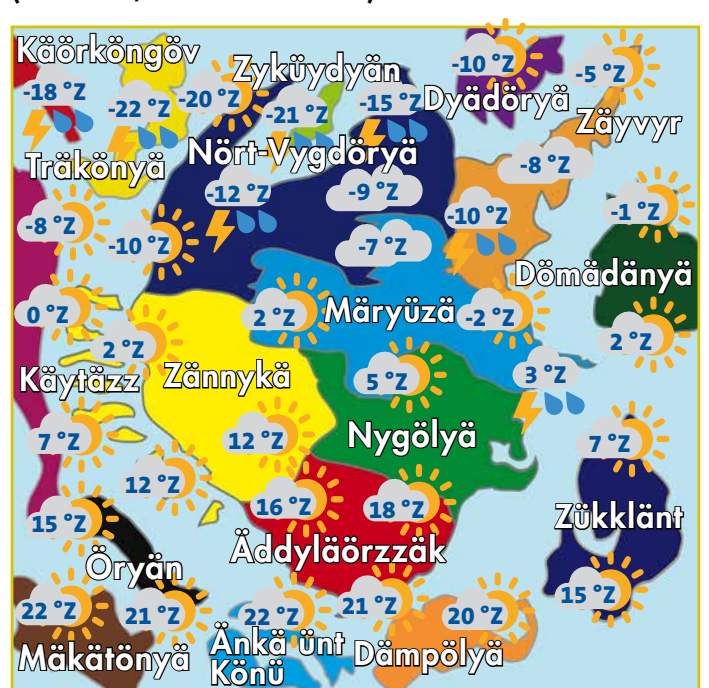 Käörköngöv
-18 °Z
-22 °Z
-20 °Z
Zyküydyän
-21 °Z
-15 °Z
-10 °Z
Dyädöryä
-5 °Z
Zäyvyr
Träkönyä
Nört-Vygdöryä
-8 °Z
-12 °Z
-9 °Z
-8 °Z
-10 °Z
-10 °Z
-1 °Z
-7 °Z
Dömädänyä
0 °Z
2 °Z
2 °Z
Märyüzä
-2 °Z
2 °Z
Käytäzz
Zännykä
5 °Z
3 °Z
7 °Z
12 °Z
Nygölyä
7 °Z
12 °Z
15 °Z
16 °Z
18 °Z
Zükklänt
Öryän
Äddyläörzzäk
15 °Z
22 °Z
21 °Z
22 °Z
21 °Z
20 °Z
Mäkätönyä
Änkä ünt
Könü
Dämpölyä